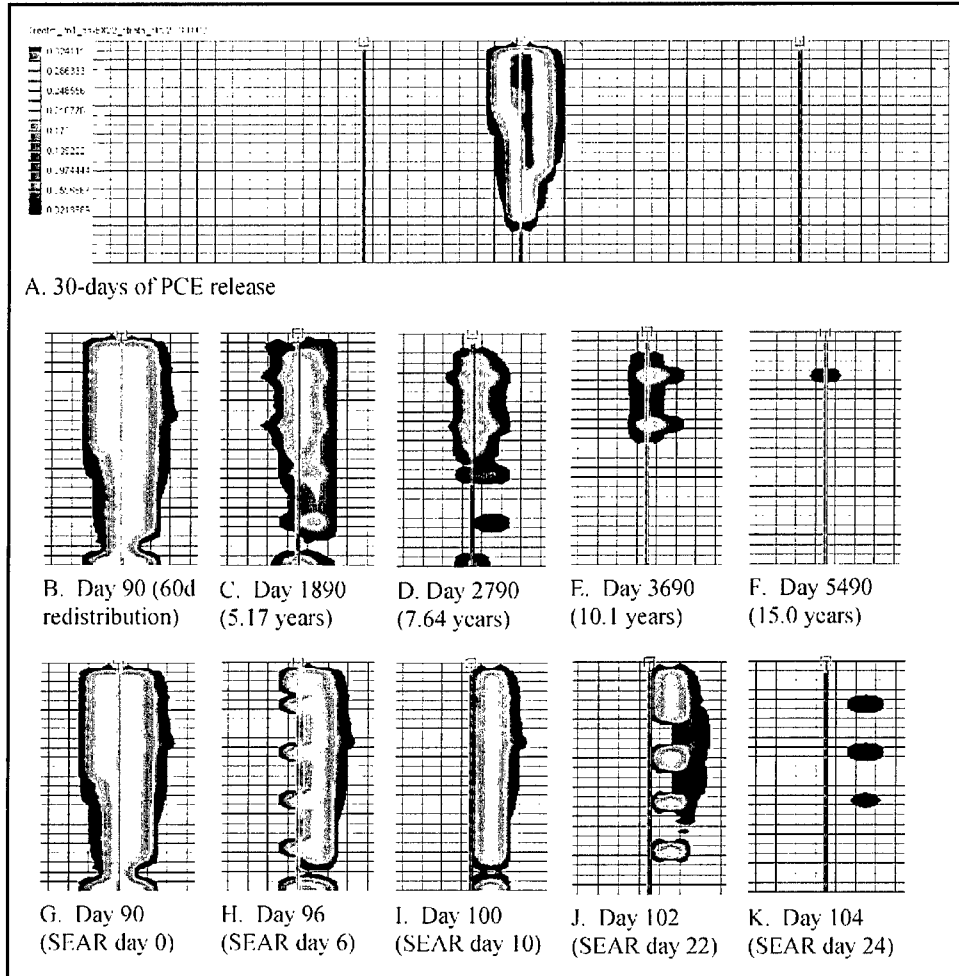 0.286333
A. 30-days of PCE release
B. Day 90 (60d
redistribution)
C. Day 1890
(5.17 years)
D. Day 2790
(7.64 years)
E. Day 3690
(10.1 years)
F. Day 5490
(15.0 years)
G. Day 90
(SEAR day 0)
H. Day 96
(SEAR day 6)
I. Day 100
(SEAR day 10)
J. Day 102
(SEAR day 22)
K. Day 104
(SEAR day 24)